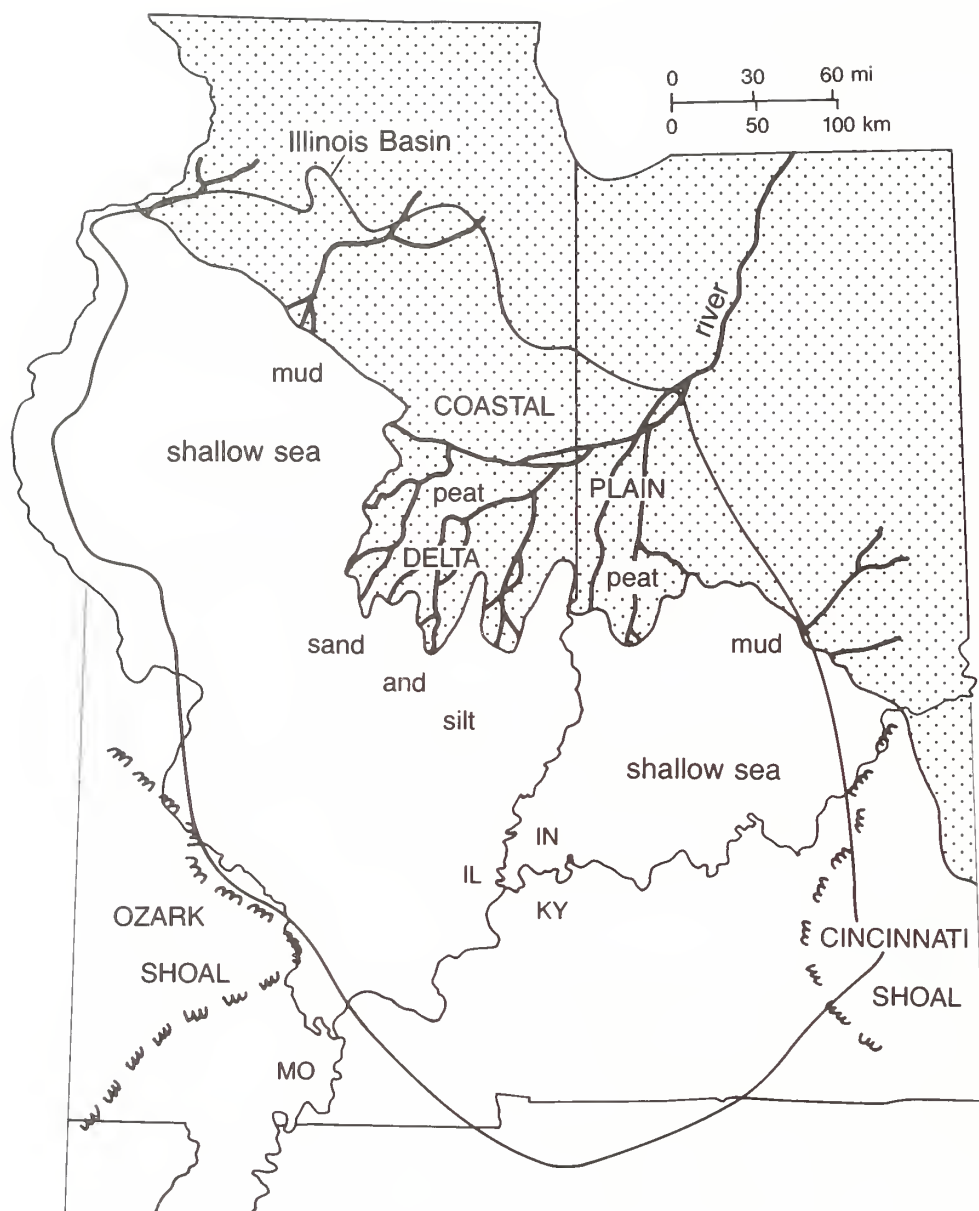 0 30 60 mi
0 50 100 km
Illinois Basin
river
mud
COASTAL
shallow sea
peat
PLAIN
DELTA
peat
sand
mud
and
silt
shallow sea
IN
IL
KY
OZARK
CINCINNATI
SHOAL
SHOAL
MO